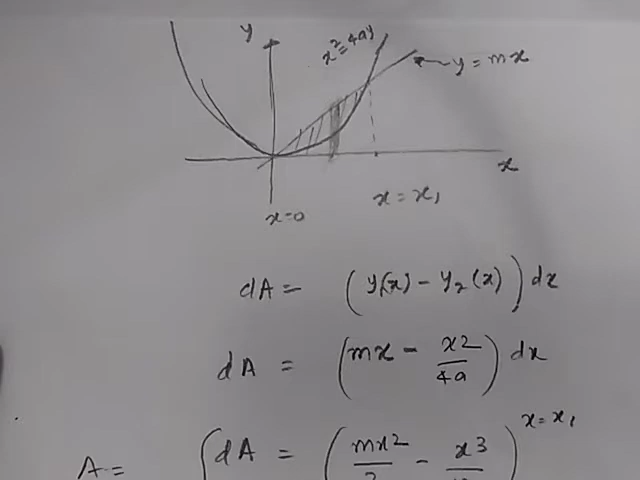 y
x²=4ay
y = mx
x
x=0
x = x₁
dA = (y₁(x) - y₂(x)) dx
dA = (mx - x2/4a) dx
A = ∫dA = (mx2/2 - x3/
x=x₁